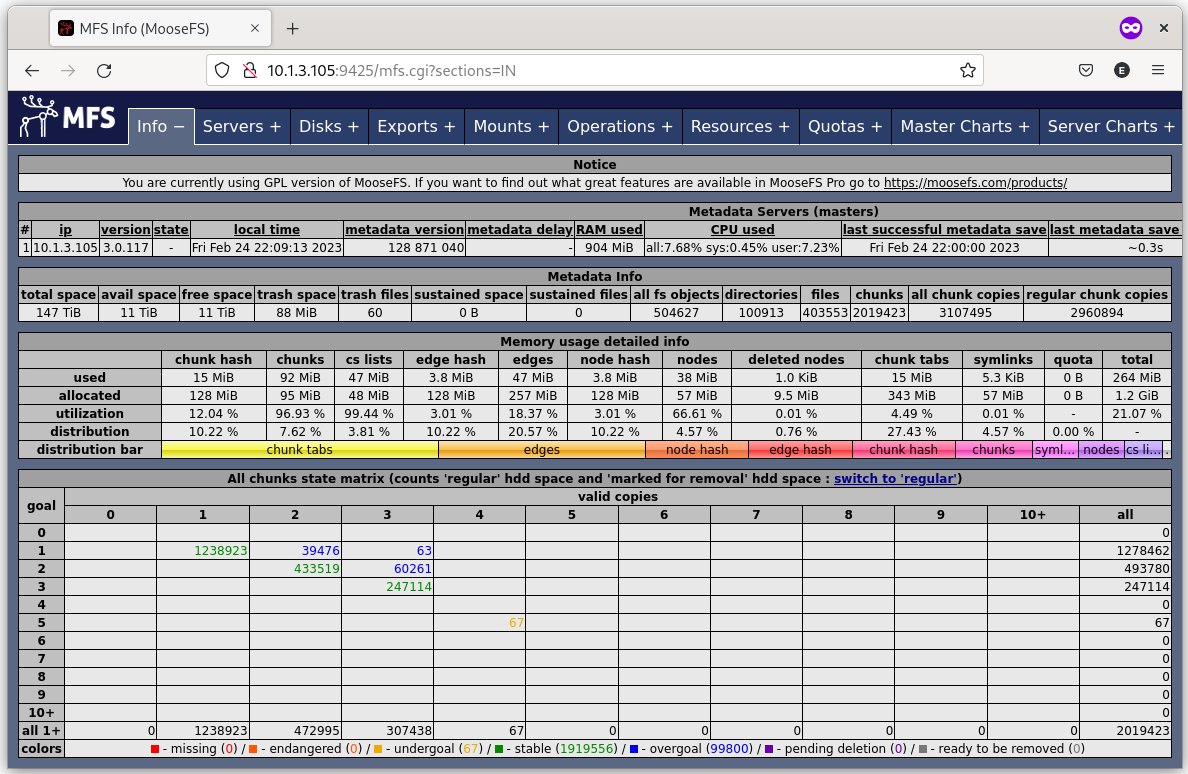 MFS Info (MooseFS)
10.1.3.105:9425/mfs.cgi?sections=IN
E
MFS Info − Servers + Disks + Exports + Mounts + Operations + Resources + Quotas + Master Charts + Server Charts +
Notice
You are currently using GPL version of MooseFS. If you want to find out what great features are available in MooseFS Pro go to https://moosefs.com/products/
Metadata Servers (masters)
# ip version state local time metadata version metadata delay RAM used CPU used last successful metadata save last metadata save
1 10.1.3.105 3.0.117 - Fri Feb 24 22:09:13 2023 128 871 040 - 904 MiB all:7.68% sys:0.45% user:7.23% Fri Feb 24 22:00:00 2023 ~0.3s
Metadata Info
total space avail space free space trash space trash files sustained space sustained files all fs objects directories files chunks all chunk copies regular chunk copies
147 TiB 11 TiB 11 TiB 88 MiB 60 0 B 0 504627 100913 403553 2019423 3107495 2960894
Memory usage detailed info
chunk hash chunks cs lists edge hash edges node hash nodes deleted nodes chunk tabs symlinks quota total
used 15 MiB 92 MiB 47 MiB 3.8 MiB 47 MiB 3.8 MiB 38 MiB 1.0 KiB 15 MiB 5.3 KiB 0 B 264 MiB
allocated 128 MiB 95 MiB 48 MiB 128 MiB 257 MiB 128 MiB 57 MiB 9.5 MiB 343 MiB 57 MiB 0 B 1.2 GiB
utilization 12.04 % 96.93 % 99.44 % 3.01 % 18.37 % 3.01 % 66.61 % 0.01 % 4.49 % 0.01 % - 21.07 %
distribution 10.22 % 7.62 % 3.81 % 10.22 % 20.57 % 10.22 % 4.57 % 0.76 % 27.43 % 4.57 % 0.00 % -
distribution bar chunk tabs edges node hash edge hash chunk hash chunks syml... nodes cs li... .
All chunks state matrix (counts 'regular' hdd space and 'marked for removal' hdd space : switch to 'regular')
goal valid copies
0 1 2 3 4 5 6 7 8 9 10+ all
0 0
1 1238923 39476 63 1278462
2 433519 60261 493780
3 247114 247114
4 0
5 67 67
6 0
7 0
8 0
9 0
10+ 0
all 1+ 0 1238923 472995 307438 67 0 0 0 0 0 0 2019423
colors - missing (0) / - endangered (0) / - undergoal (67) / - stable (1919556) / - overgoal (99800) / - pending deletion (0) / - ready to be removed (0)